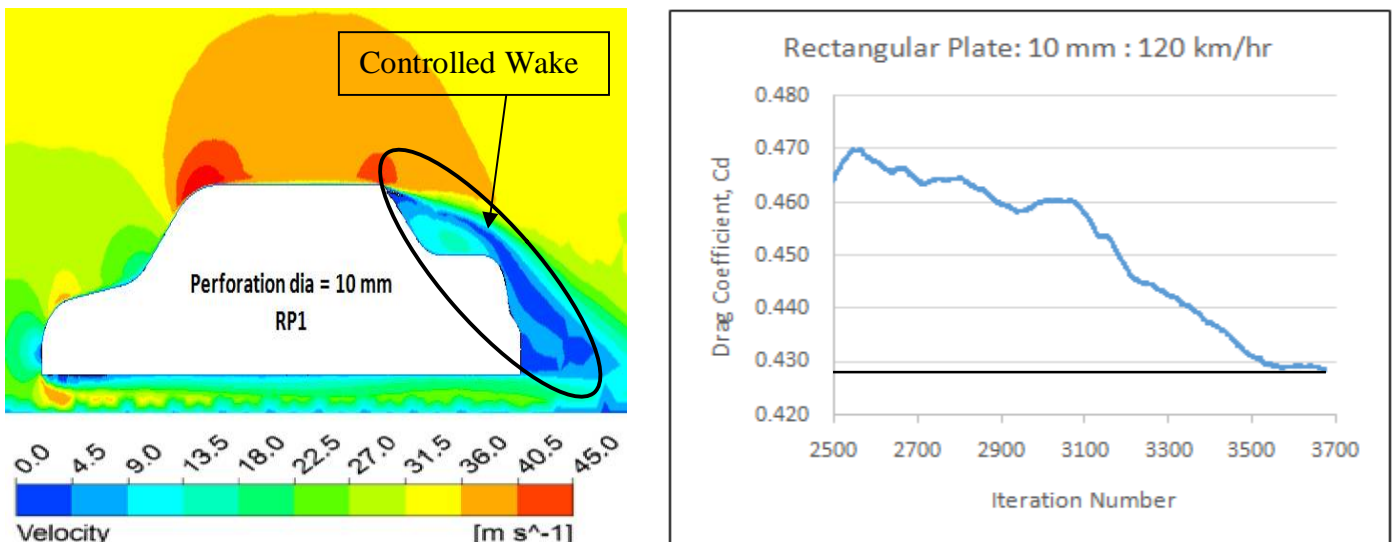 Controlled Wake
Perforation dia = 10 mm
RP1
0.0 4.5 9.0 13.5 18.0 22.5 27.0 31.5 36.0 40.5 45.0
Velocity [m s^-1]
Rectangular Plate: 10 mm : 120 km/hr
Drag Coefficient, Cd
0.480
0.470
0.460
0.450
0.440
0.430
0.420
2500 2700 2900 3100 3300 3500 3700
Iteration Number